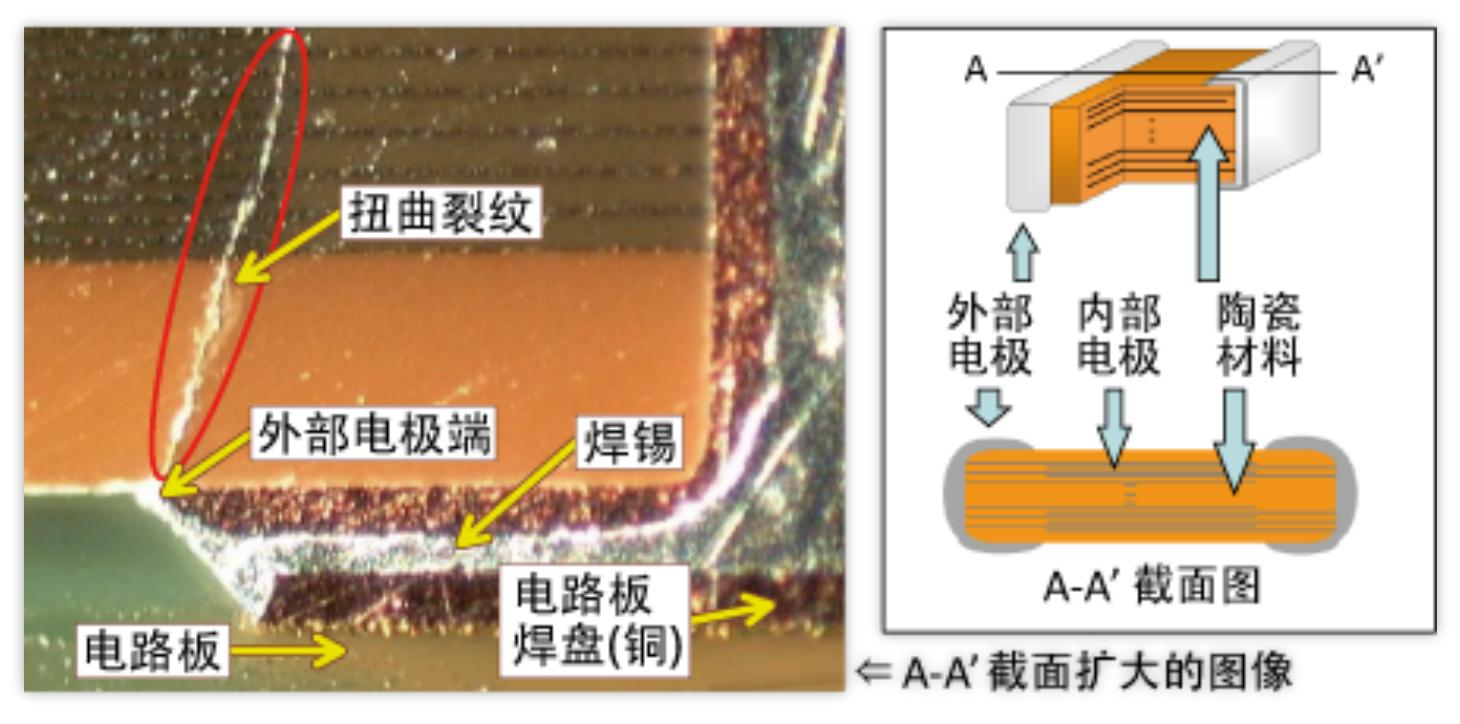 扭曲裂纹
外部电极端
焊锡
电路板
焊盘(铜)
电路板
A
A’
外部
电极
内部
电极
陶瓷
材料
A-A’ 截面图
⇐ A-A’ 截面扩大的图像